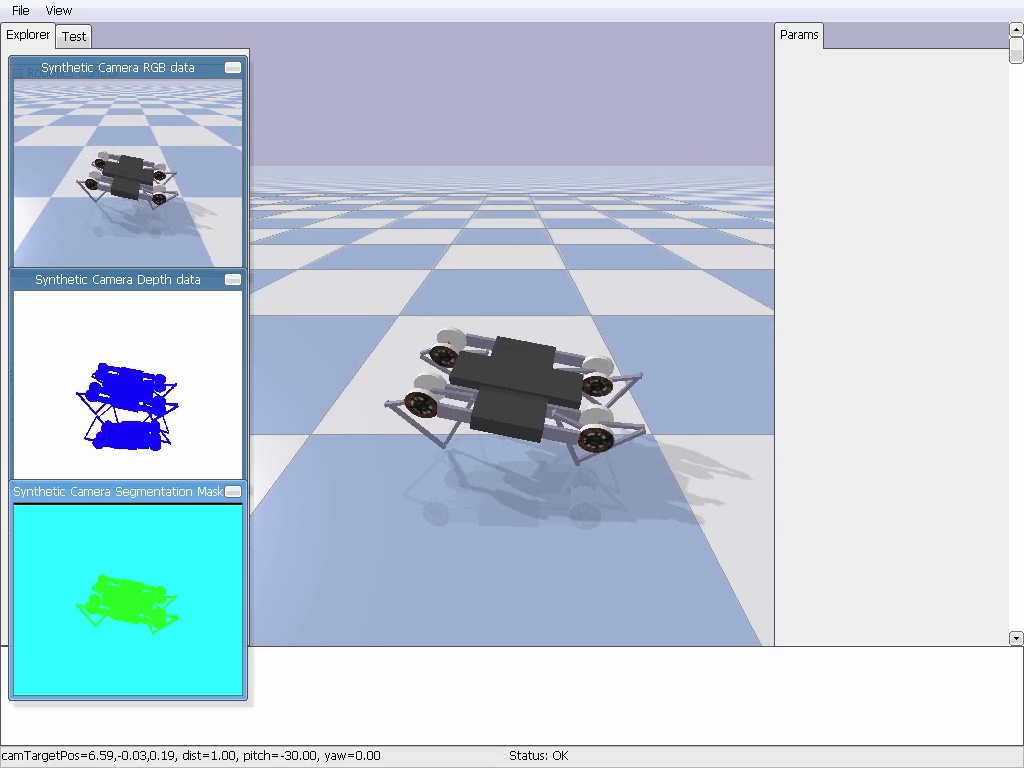 File View
Explorer Test
Params
Synthetic Camera RGB data
Synthetic Camera Depth data
Synthetic Camera Segmentation Mask
camTargetPos=6.59,-0.03,0.19, dist=1.00, pitch=-30.00, yaw=0.00
Status: OK